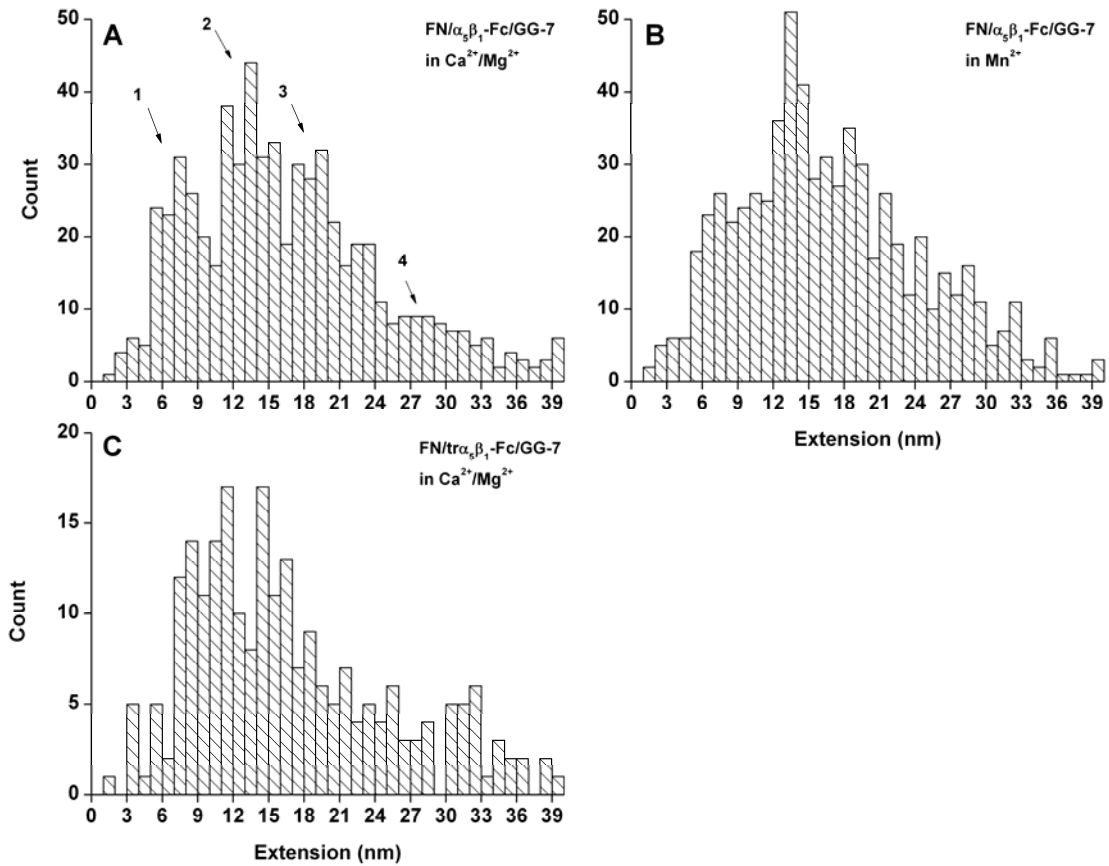 A
FN/α₅β₁-Fc/GG-7
in Ca²⁺/Mg²⁺
1
2
3
4
Count
50
40
30
20
10
0
0 3 6 9 12 15 18 21 24 27 30 33 36 39
B
FN/α₅β₁-Fc/GG-7
in Mn²⁺
50
40
30
20
10
0
0 3 6 9 12 15 18 21 24 27 30 33 36 39
Extension (nm)
C
FN/trα₅β₁-Fc/GG-7
in Ca²⁺/Mg²⁺
Count
20
15
10
5
0
0 3 6 9 12 15 18 21 24 27 30 33 36 39
Extension (nm)